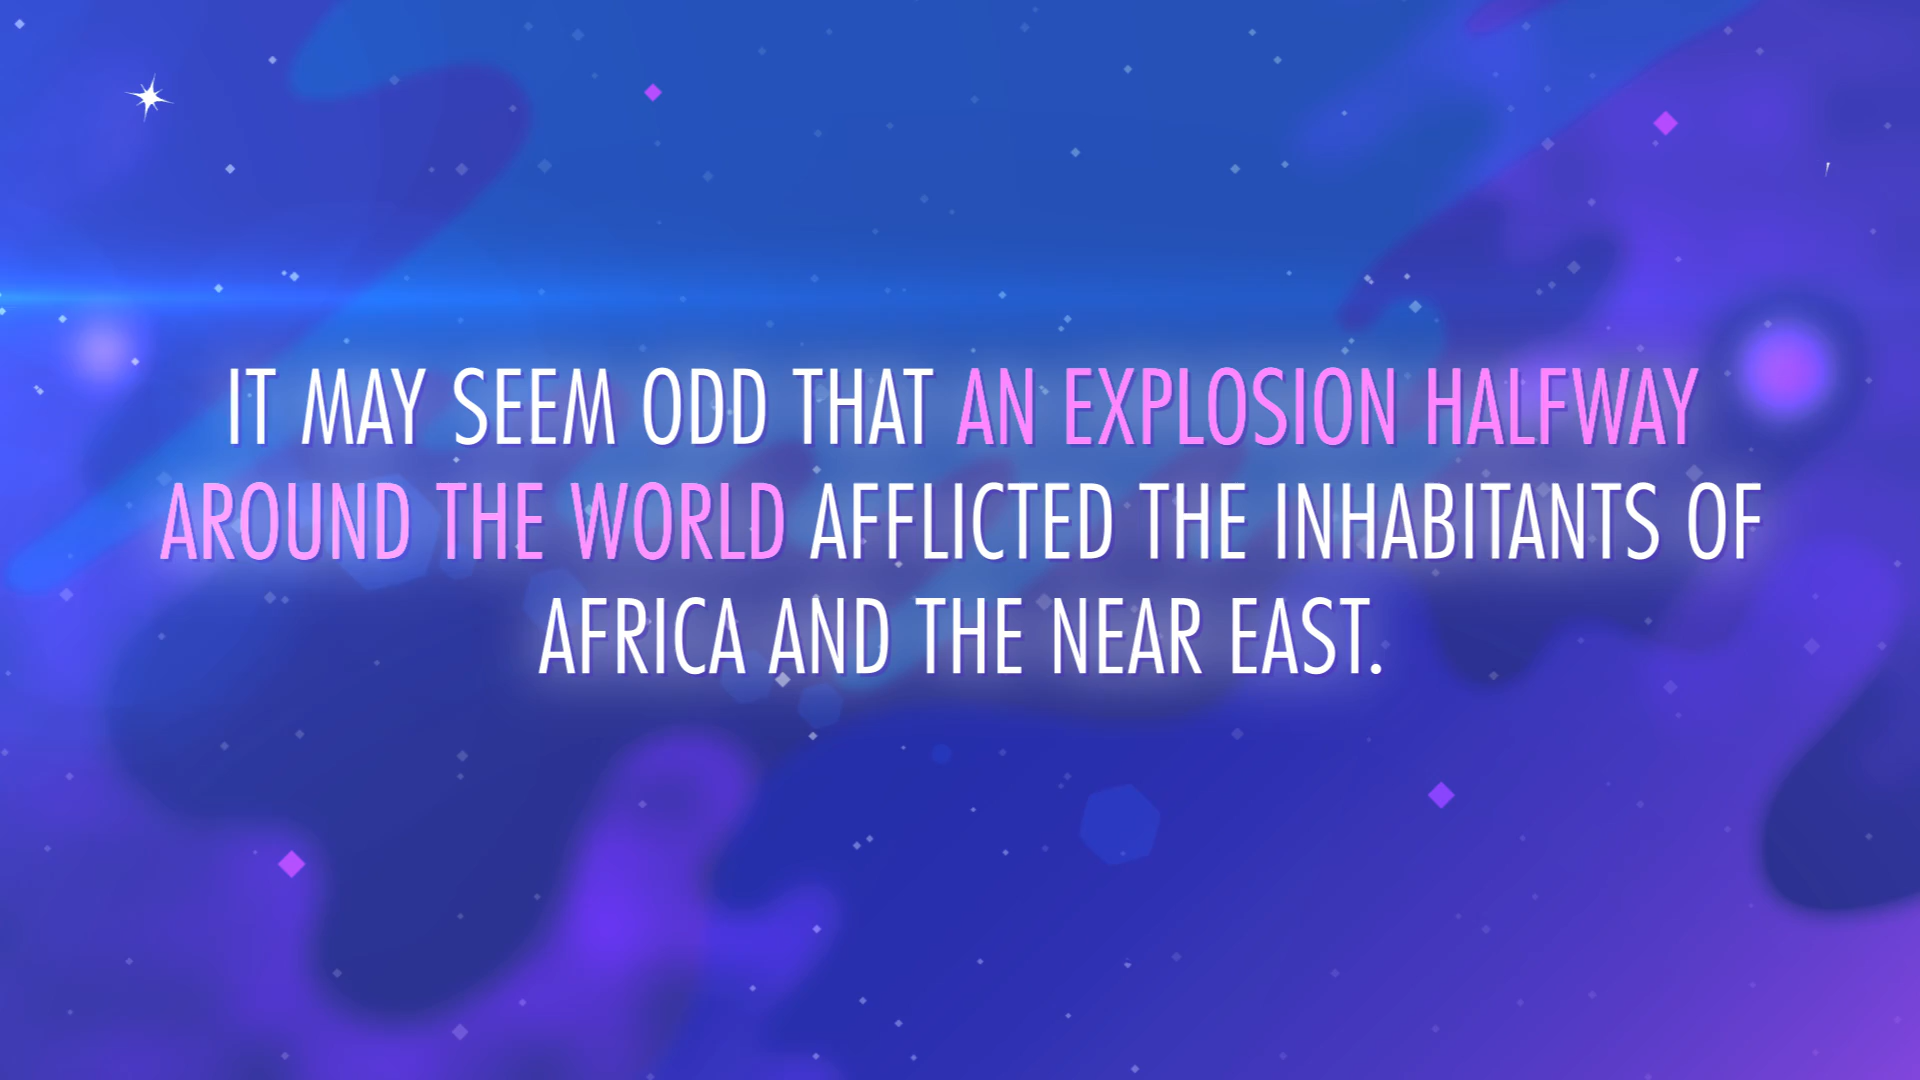 IT MAY SEEM ODD THAT AN EXPLOSION HALFWAY
AROUND THE WORLD AFFLICTED THE INHABITANTS OF
AFRICA AND THE NEAR EAST.